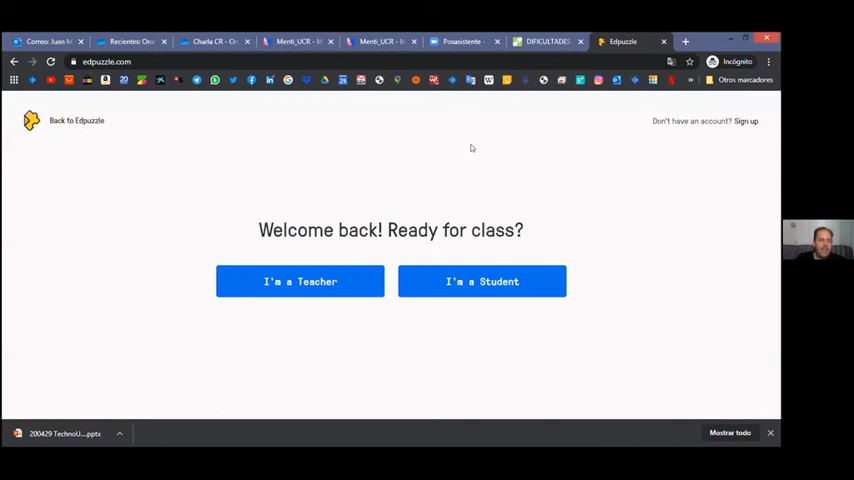 Correo: Juan M
Recientes: One
Charla CR - On
Menti_UCR - M
Menti_UCR - M
Posasistente -
DIFICULTADES
Edpuzzle
edpuzzle.com
Incógnito
Otros marcadores
Back to Edpuzzle
Don't have an account? Sign up
Welcome back! Ready for class?
I'm a Teacher
I'm a Student
200429 TechnoU....pptx
Mostrar todo